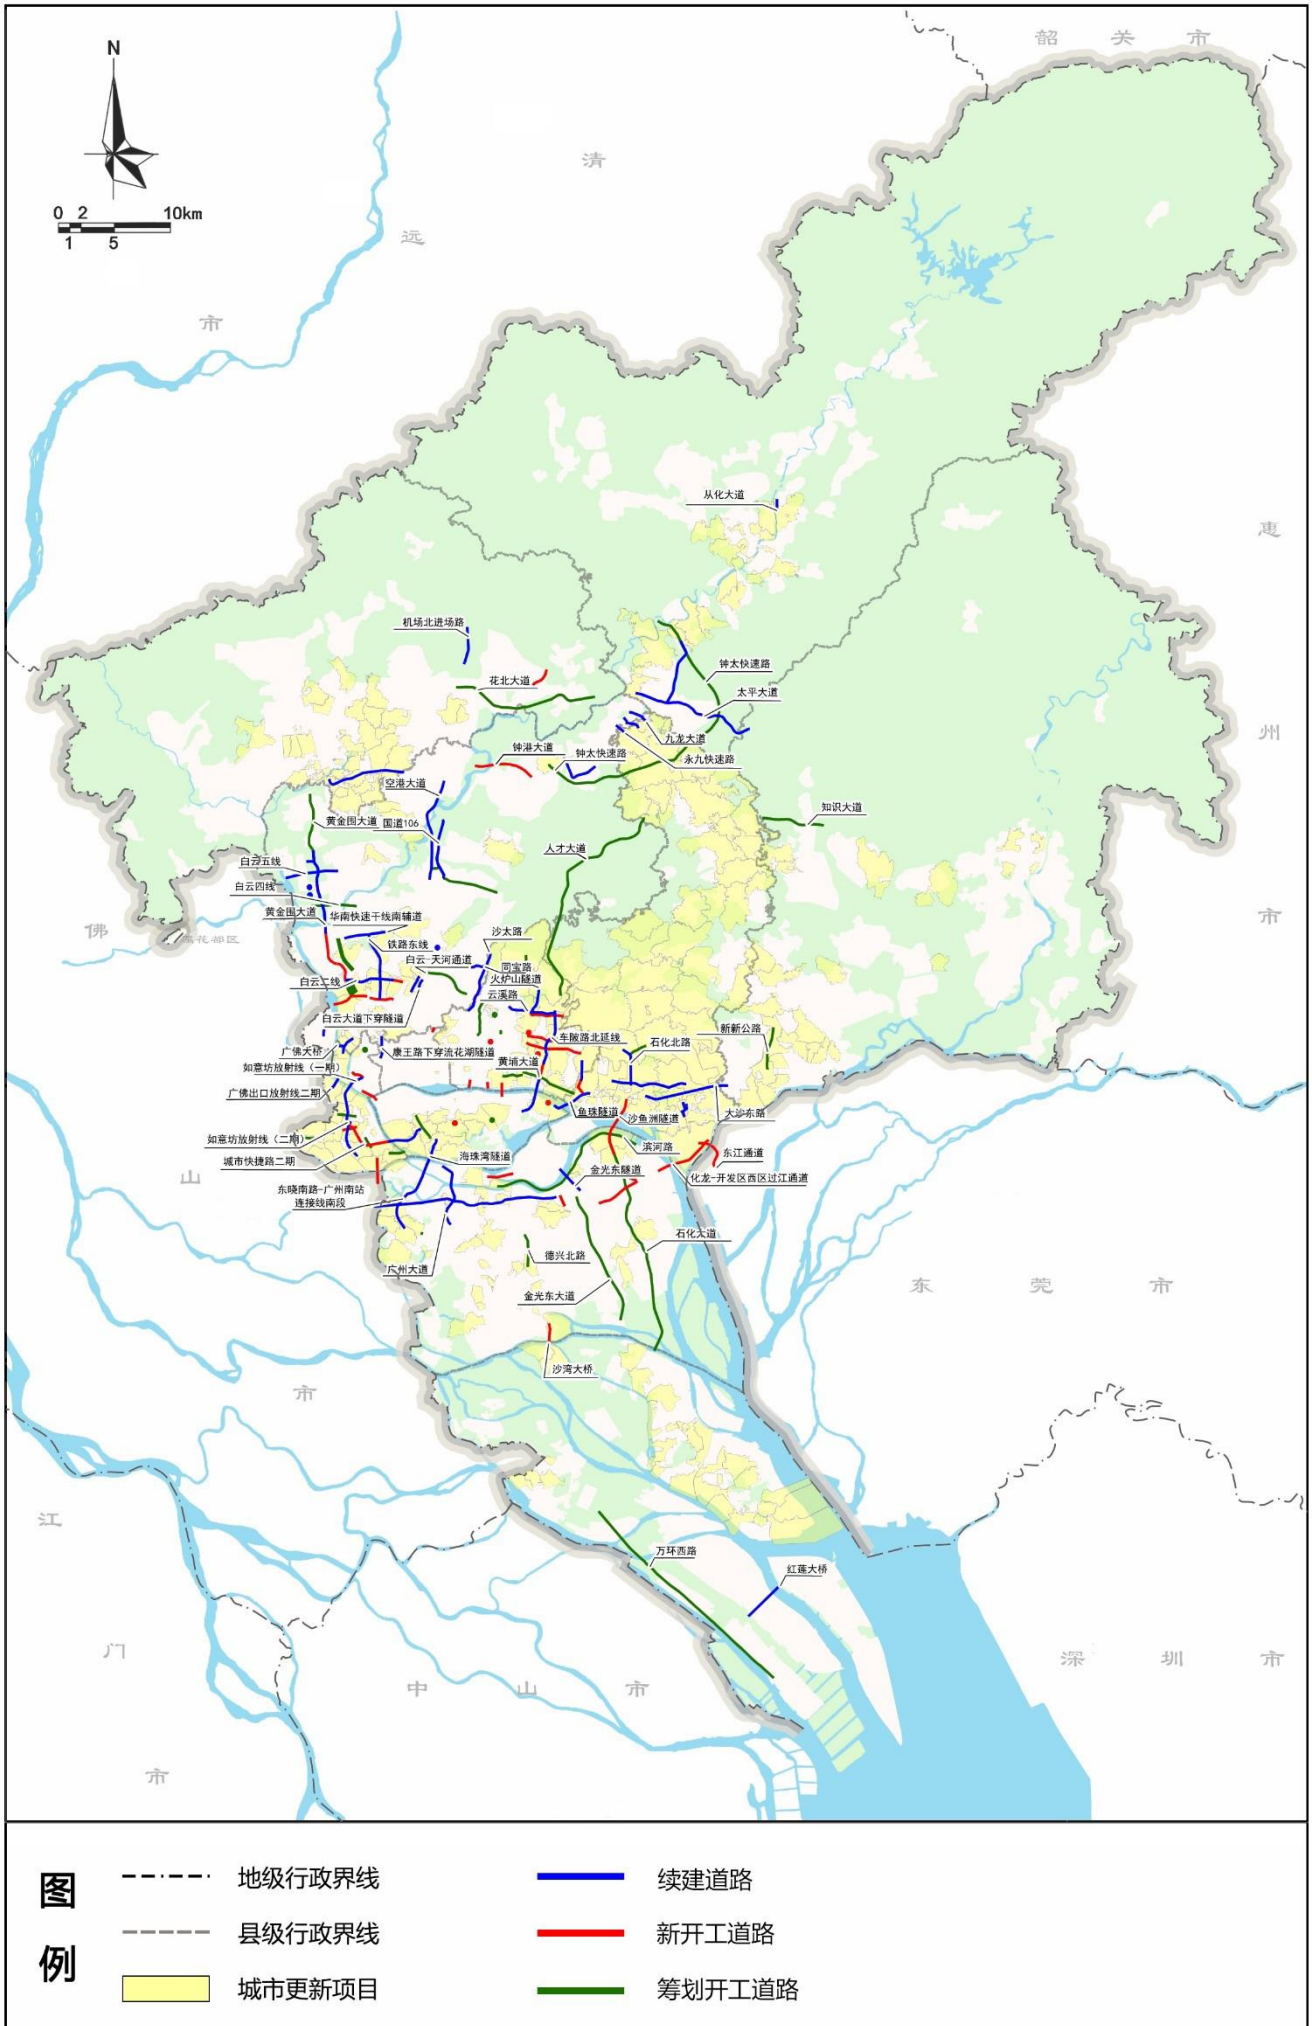 韶关市
N
清
0 2 10km
1 5
远
市
从化大道
惠
机场北进场路
钟太快速路
花北大道
太平大道
州
九龙大道
钟港大道
钟太快速路
永九快速路
空港大道
知识大道
黄金围大道
国道106
人才大道
白云五线
白云四线
黄金围大道
华南快速干线南辅道
市
佛
花都区
沙太路
铁路东线
白云-天河通道
同宝路
火炉山隧道
白云二线
云溪路
白云大道下穿隧道
新新公路
车陂路北延线
石化北路
广佛大桥
康王路下穿流花湖隧道
如意坊放射线（一期）
黄埔大道
广佛出口放射线二期
鱼珠隧道
沙鱼洲隧道
大沙东路
如意坊放射线（二期）
滨河路
东江通道
城市快捷路二期
海珠湾隧道
金光东隧道
山
化龙-开发区西区过江通道
东晓南路-广州南站
连接线南段
石化大道
德兴北路
广州大道
东莞市
金光东大道
沙湾大桥
市
江
万环西路
红莲大桥
门
深圳市
中山市
市
图例
地级行政界线
续建道路
县级行政界线
新开工道路
城市更新项目
筹划开工道路